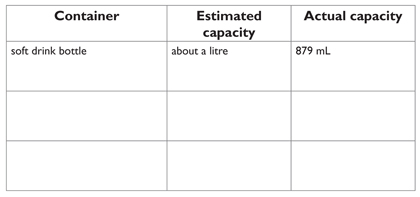 Container Estimated capacity Actual capacity
soft drink bottle about a litre 879 mL